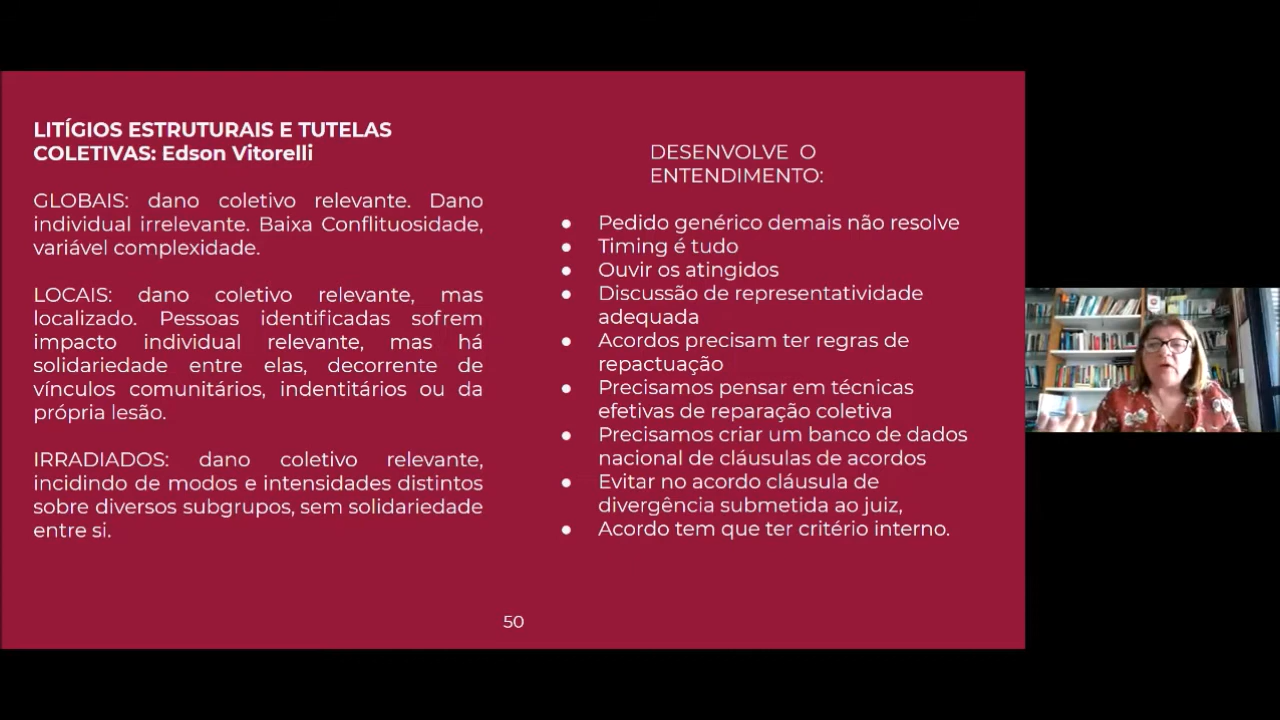 LITÍGIOS ESTRUTURAIS E TUTELAS
COLETIVAS: Edson Vitorelli
GLOBAIS: dano coletivo relevante. Dano
individual irrelevante. Baixa Conflituosidade,
variável complexidade.
LOCAIS: dano coletivo relevante, mas
localizado. Pessoas identificadas sofrem
impacto individual relevante, mas há
solidariedade entre elas, decorrente de
vínculos comunitários, indentitários ou da
própria lesão.
IRRADIADOS: dano coletivo relevante,
incidindo de modos e intensidades distintos
sobre diversos subgrupos, sem solidariedade
entre si.
DESENVOLVE O
ENTENDIMENTO:
● Pedido genérico demais não resolve
● Timing é tudo
● Ouvir os atingidos
● Discussão de representatividade
adequada
● Acordos precisam ter regras de
repactuação
● Precisamos pensar em técnicas
efetivas de reparação coletiva
● Precisamos criar um banco de dados
nacional de cláusulas de acordos
● Evitar no acordo cláusula de
divergência submetida ao juiz,
● Acordo tem que ter critério interno.
50